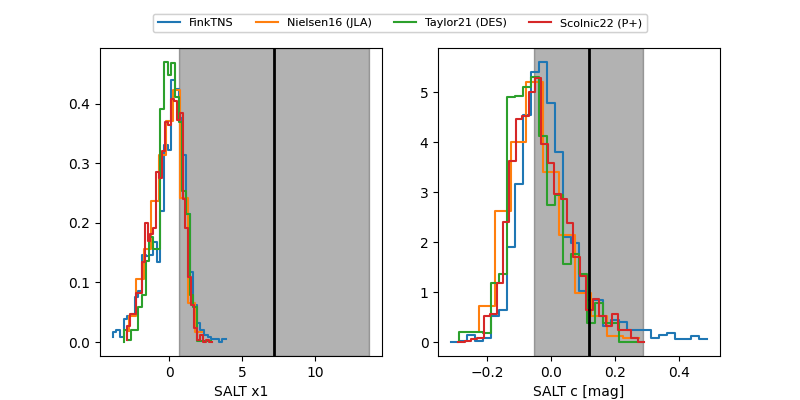 FinkTNS Nielsen16 (JLA) Taylor21 (DES) Scolnic22 (P+)
0.4
0.3
0.2
0.1
0.0
0 5 10
SALT x1
5
4
3
2
1
0
−0.2 0.0 0.2 0.4
SALT c [mag]